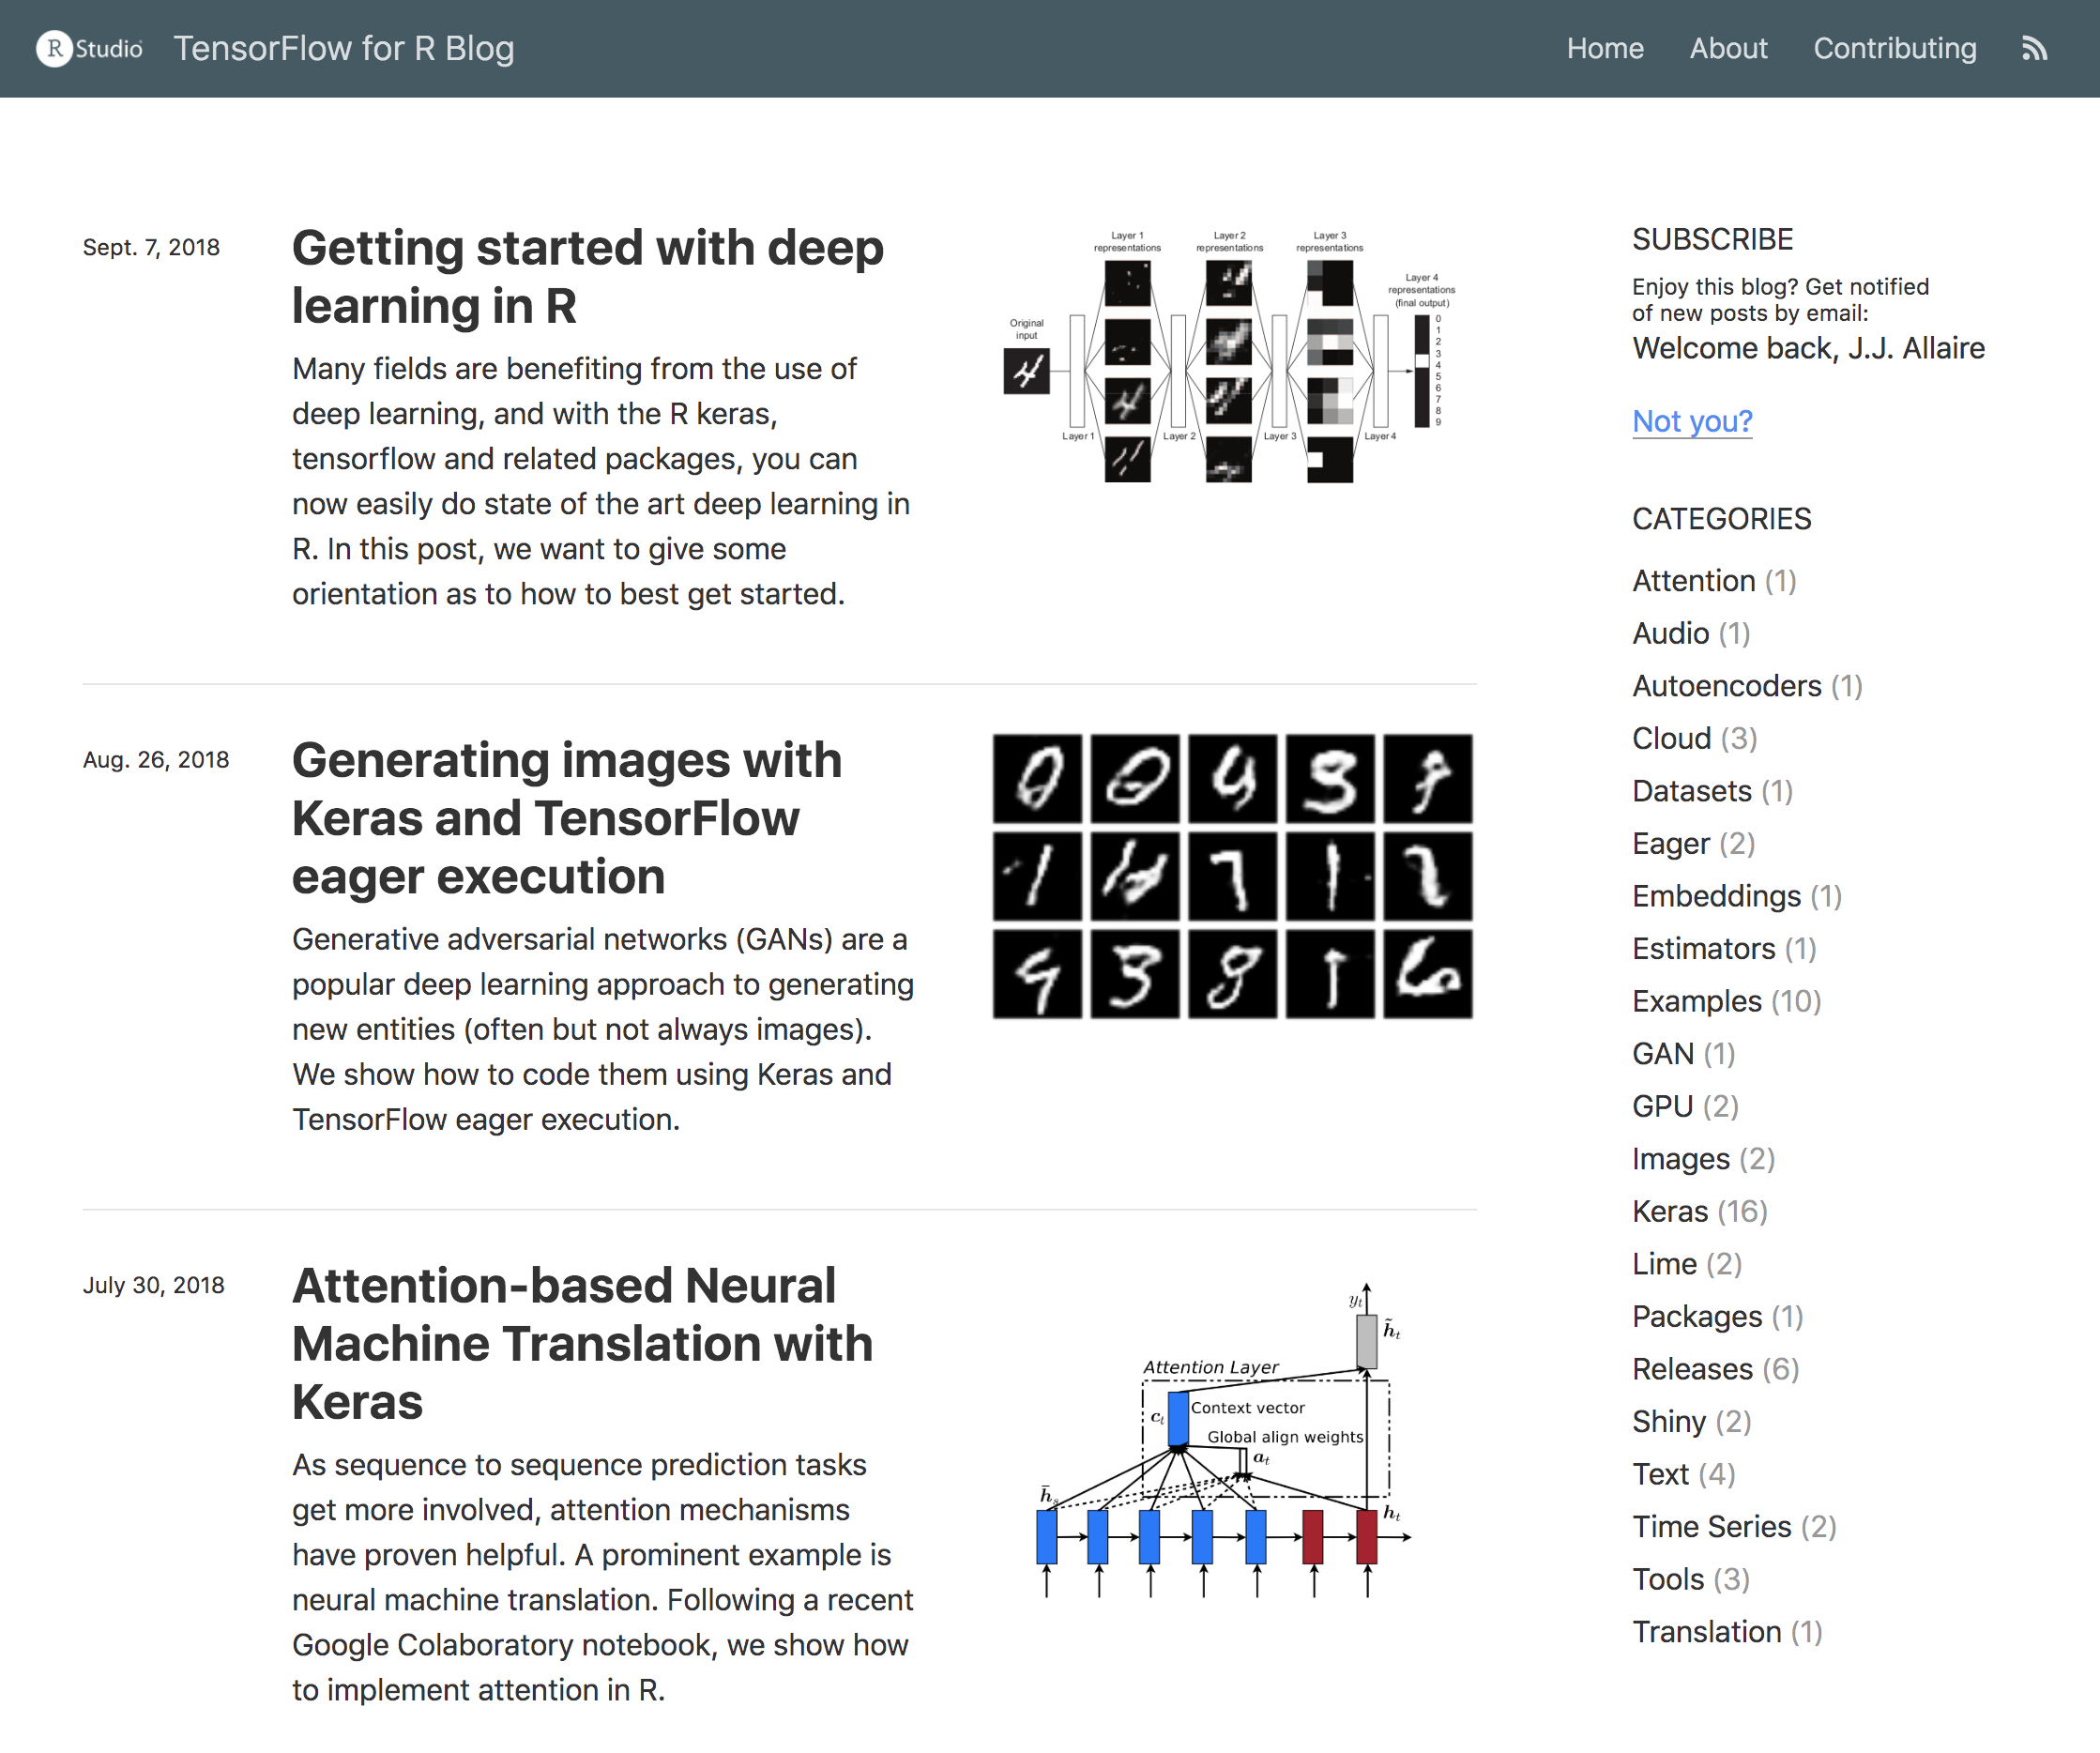 R Studio TensorFlow for R Blog Home About Contributing
Sept. 7, 2018
Getting started with deep
learning in R
Many fields are benefiting from the use of
deep learning, and with the R keras,
tensorflow and related packages, you can
now easily do state of the art deep learning in
R. In this post, we want to give some
orientation as to how to best get started.
Layer 1
representations
Layer 2
representations
Layer 3
representations
Layer 4
representations
(final output)
Original
input
0
1
2
3
4
5
6
7
8
9
Layer 1
Layer 2
Layer 3
Layer 4
Aug. 26, 2018
Generating images with
Keras and TensorFlow
eager execution
Generative adversarial networks (GANs) are a
popular deep learning approach to generating
new entities (often but not always images).
We show how to code them using Keras and
TensorFlow eager execution.
July 30, 2018
Attention-based Neural
Machine Translation with
Keras
As sequence to sequence prediction tasks
get more involved, attention mechanisms
have proven helpful. A prominent example is
neural machine translation. Following a recent
Google Colaboratory notebook, we show how
to implement attention in R.
yₜ
h̃ₜ
Attention Layer
cₜ
Context vector
Global align weights
aₜ
h̄ₛ
hₜ
SUBSCRIBE
Enjoy this blog? Get notified
of new posts by email:
Welcome back, J.J. Allaire
Not you?
CATEGORIES
Attention (1)
Audio (1)
Autoencoders (1)
Cloud (3)
Datasets (1)
Eager (2)
Embeddings (1)
Estimators (1)
Examples (10)
GAN (1)
GPU (2)
Images (2)
Keras (16)
Lime (2)
Packages (1)
Releases (6)
Shiny (2)
Text (4)
Time Series (2)
Tools (3)
Translation (1)